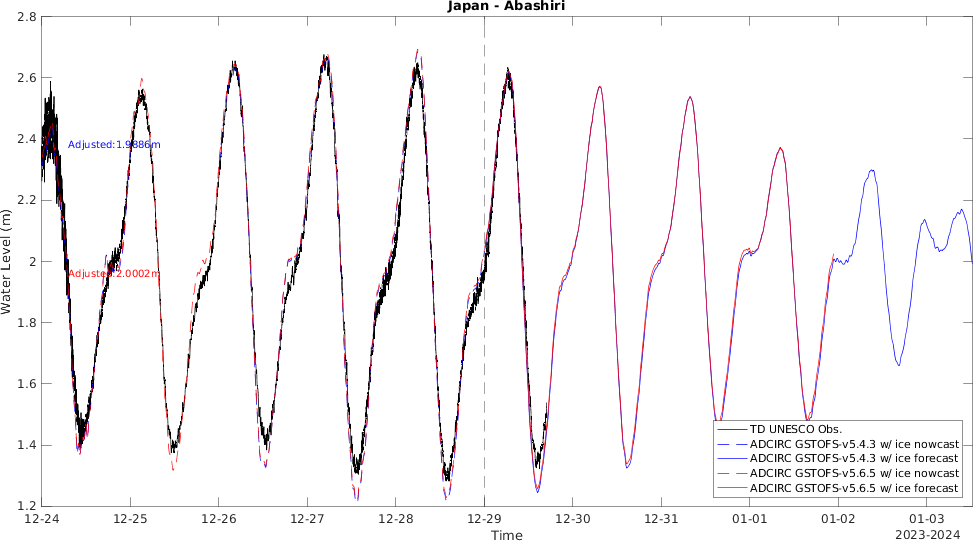 Japan - Abashiri
2.8
2.6
2.4
2.2
2
1.8
1.6
1.4
1.2
Water Level (m)
Adjusted:1.9886m
Adjusted:2.0002m
TD UNESCO Obs.
ADCIRC GSTOFS-v5.4.3 w/ ice nowcast
ADCIRC GSTOFS-v5.4.3 w/ ice forecast
ADCIRC GSTOFS-v5.6.5 w/ ice nowcast
ADCIRC GSTOFS-v5.6.5 w/ ice forecast
12-24 12-25 12-26 12-27 12-28 12-29 12-30 12-31 01-01 01-02 01-03
Time
2023-2024